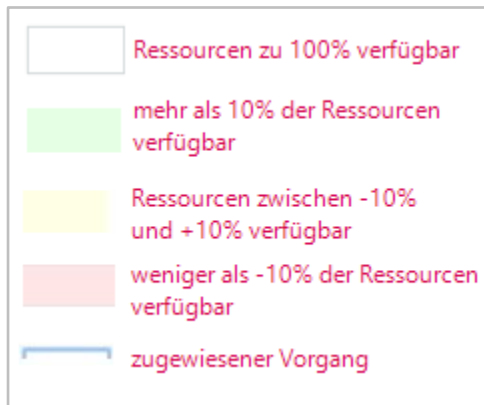 Ressourcen zu 100% verfügbar
mehr als 10% der Ressourcen
verfügbar
Ressourcen zwischen -10%
und +10% verfügbar
weniger als -10% der Ressourcen
verfügbar
zugewiesener Vorgang